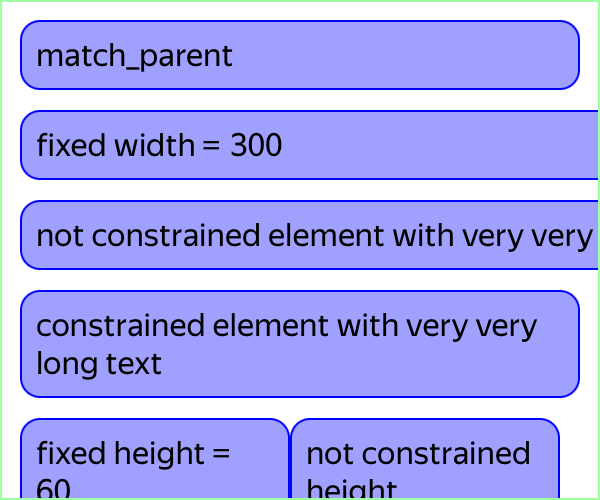 match_parent
fixed width = 300
not constrained element with very very
constrained element with very very
long text
fixed height =
60
not constrained
height